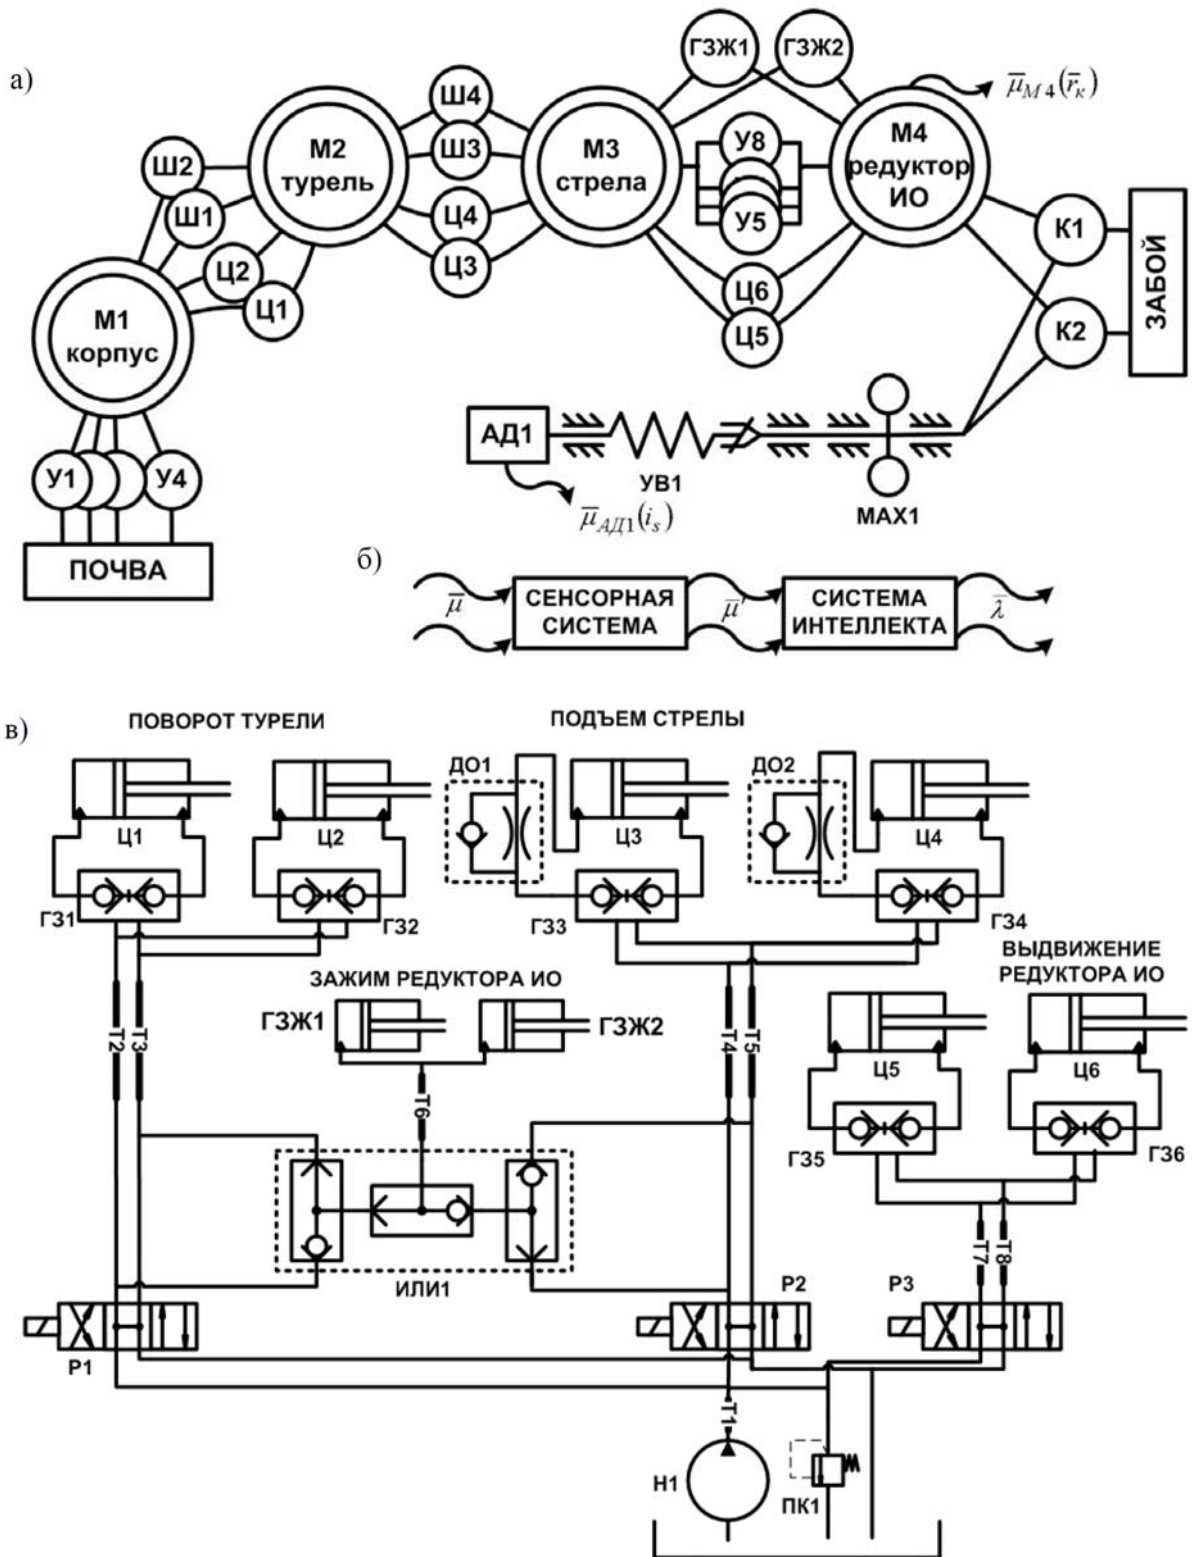 а)
ГЗЖ1
ГЗЖ2
μ̅М4(r̅к)
Ш4
М2
турель
Ш3
М3
стрела
У8
М4
редуктор
ИО
Ш2
Ш1
Ц4
У5
К1
Ц2
Ц3
Ц6
Ц1
Ц5
К2
ЗАБОЙ
М1
корпус
АД1
УВ1
МАХ1
У1
У4
μ̅АД1(is)
ПОЧВА
б)
μ̅
СЕНСОРНАЯ
СИСТЕМА
μ̅'
СИСТЕМА
ИНТЕЛЛЕКТА
λ̅
в)
ПОВОРОТ ТУРЕЛИ
ПОДЪЕМ СТРЕЛЫ
ДО1
ДО2
Ц1
Ц2
Ц3
Ц4
ГЗ1
ГЗ2
ГЗ3
ГЗ4
ВЫДВИЖЕНИЕ
РЕДУКТОРА ИО
ЗАЖИМ РЕДУКТОРА ИО
ГЗЖ1
ГЗЖ2
Т2
Т3
Т4
Т5
Ц5
Ц6
Т6
ГЗ5
ГЗ6
Т7
Т8
ИЛИ1
Р2
Р3
Р1
Т1
Н1
ПК1